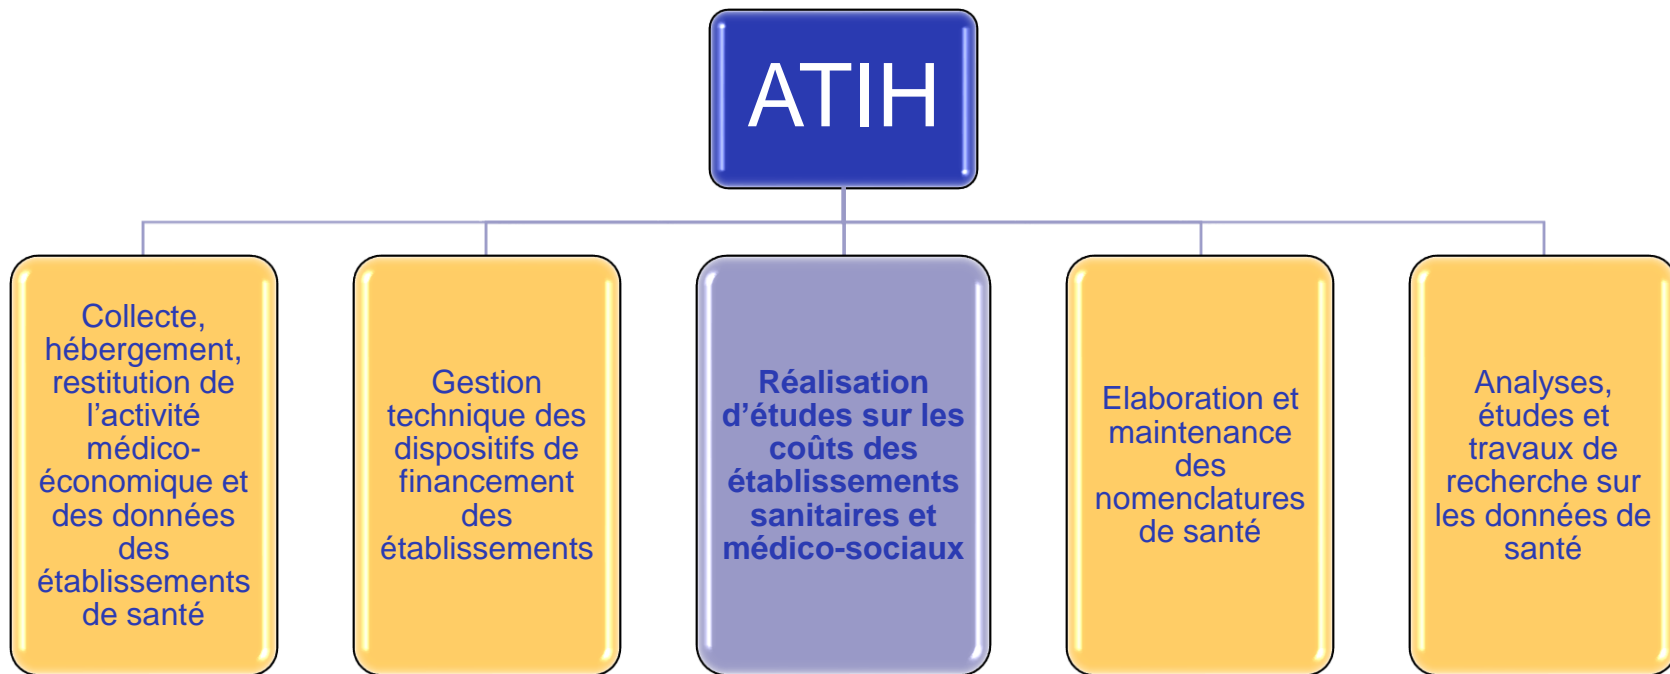 ATIH
Collecte,
hébergement,
restitution de
l’activité
médico-
économique et
des données
des
établissements
de santé
Gestion
technique des
dispositifs de
financement
des
établissements
Réalisation
d’études sur les
coûts des
établissements
sanitaires et
médico-sociaux
Elaboration et
maintenance
des
nomenclatures
de santé
Analyses,
études et
travaux de
recherche sur
les données de
santé